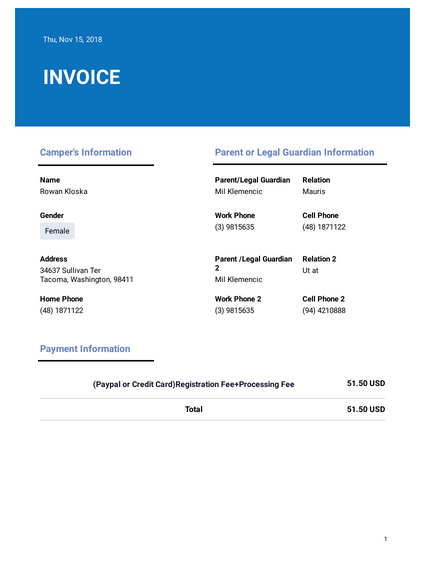 Thu, Nov 15, 2018
INVOICE
Camper's Information
Parent or Legal Guardian Information
Name
Rowan Kloska
Parent/Legal Guardian
Mil Klemencic
Relation
Mauris
Gender
Female
Work Phone
(3) 9815635
Cell Phone
(48) 1871122
Address
34637 Sullivan Ter
Tacoma, Washington, 98411
Parent /Legal Guardian
2
Mil Klemencic
Relation 2
Ut at
Home Phone
(48) 1871122
Work Phone 2
(3) 9815635
Cell Phone 2
(94) 4210888
Payment Information
(Paypal or Credit Card)Registration Fee+Processing Fee 51.50 USD
Total 51.50 USD
1